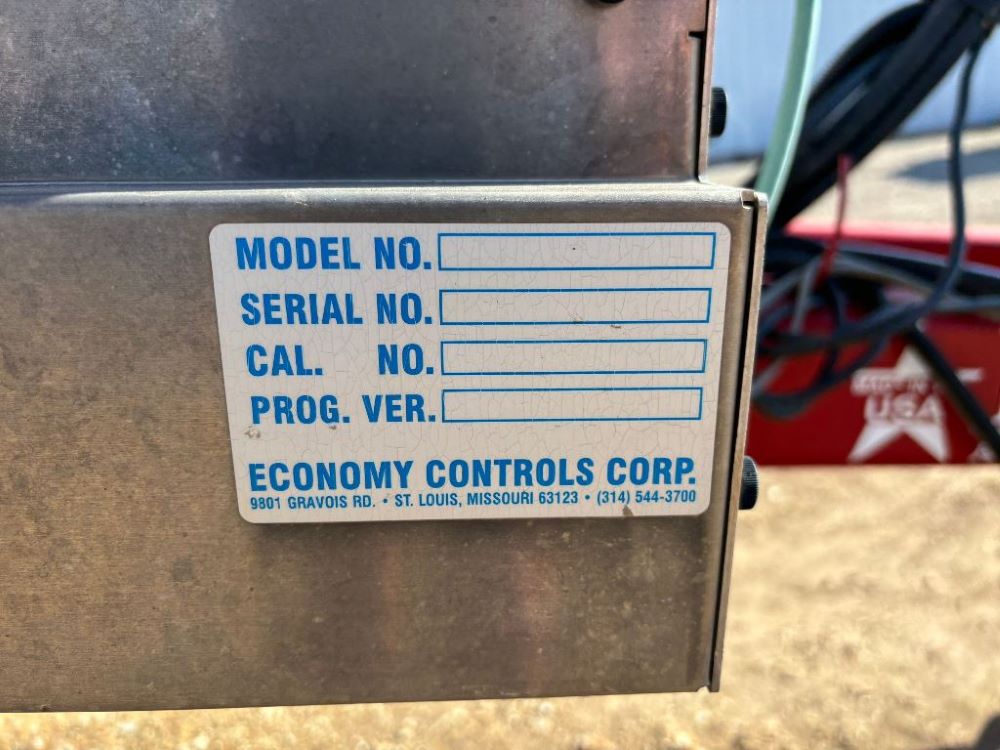 MODEL NO.
SERIAL NO.
CAL. NO.
PROG. VER.
ECONOMY CONTROLS CORP.
9801 GRAVOIS RD. • ST. LOUIS, MISSOURI 63123 • (314) 544-3700
USA